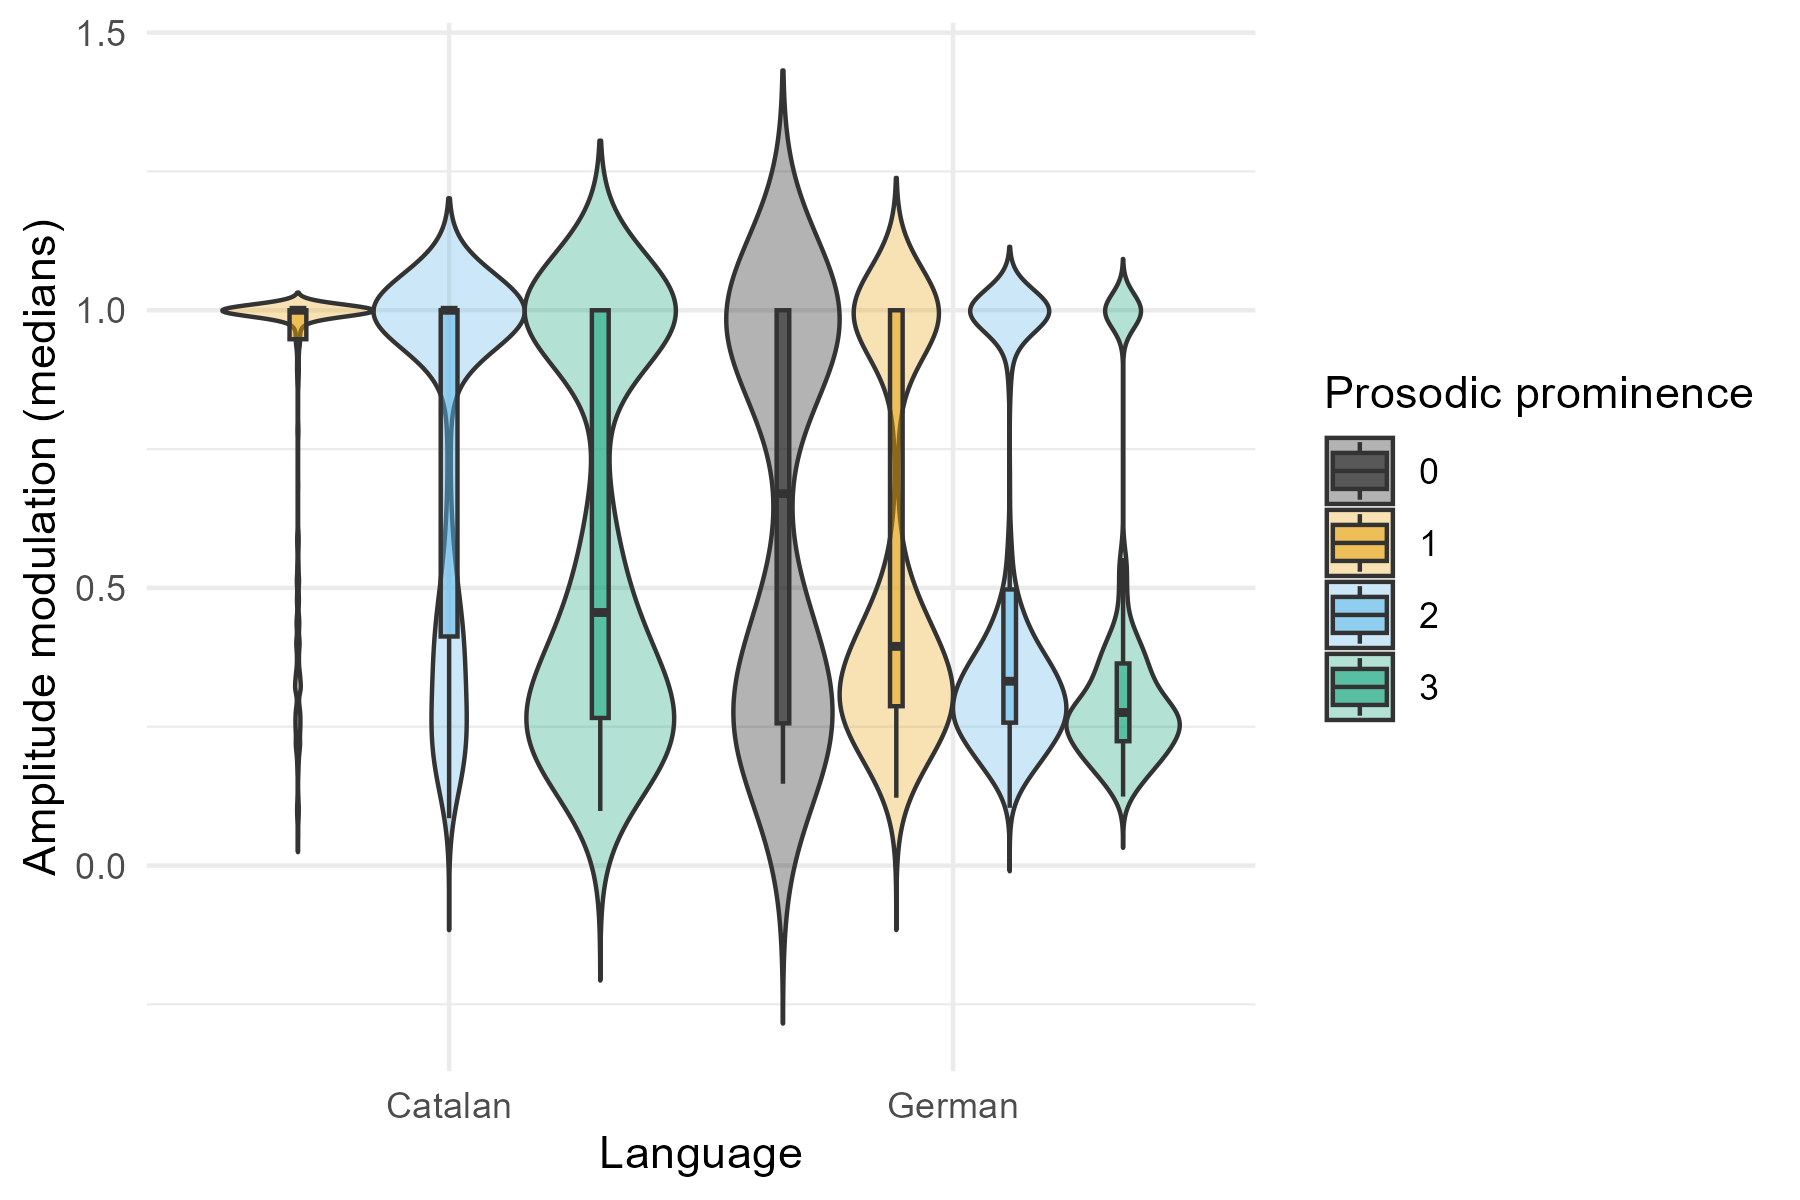 1.5
1.0
0.5
0.0
Amplitude modulation (medians)
Catalan
German
Language
Prosodic prominence
0
1
2
3